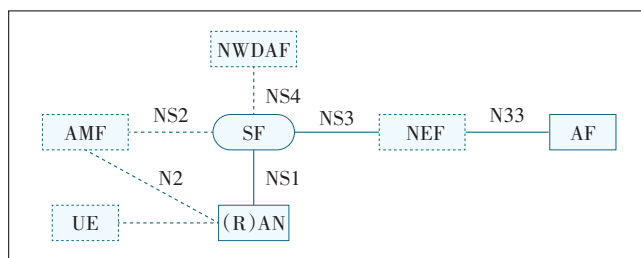 NWDAF
NS4
NS2
NS3
N33
AMF
SF
NEF
AF
N2
NS1
UE
(R)AN